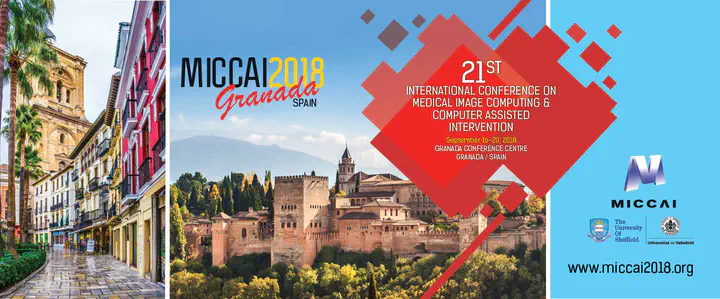 MICCAI2018
Granada
SPAIN
21ST
INTERNATIONAL CONFERENCE ON
MEDICAL IMAGE COMPUTING &
COMPUTER ASSISTED
INTERVENTION
September 16-20, 2018
GRANADA CONFERENCE CENTRE
GRANADA / SPAIN
MICCAI
The
University
Of
Sheffield.
Universidad de Valladolid
www.miccai2018.org